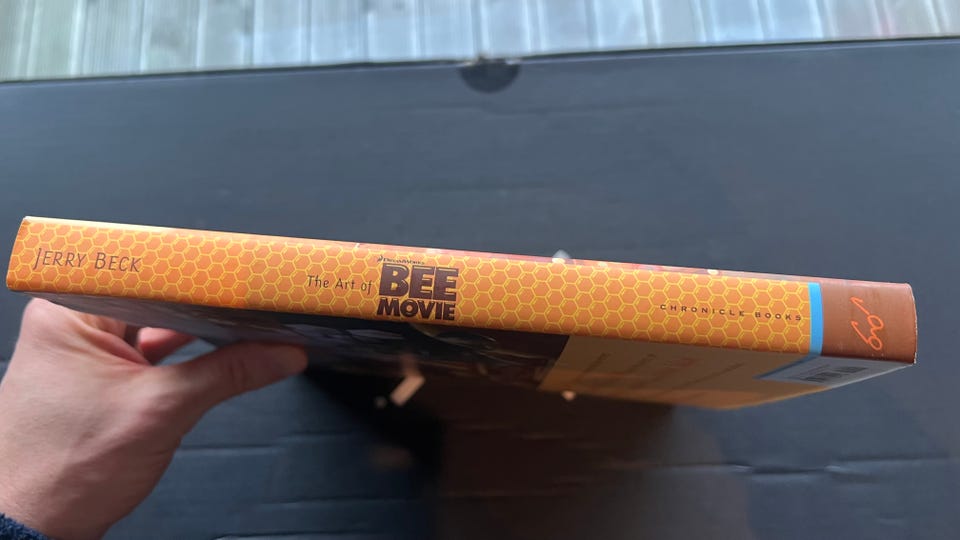 JERRY BECK
The Art of
DREAMWORKS
BEE
MOVIE
CHRONICLE BOOKS